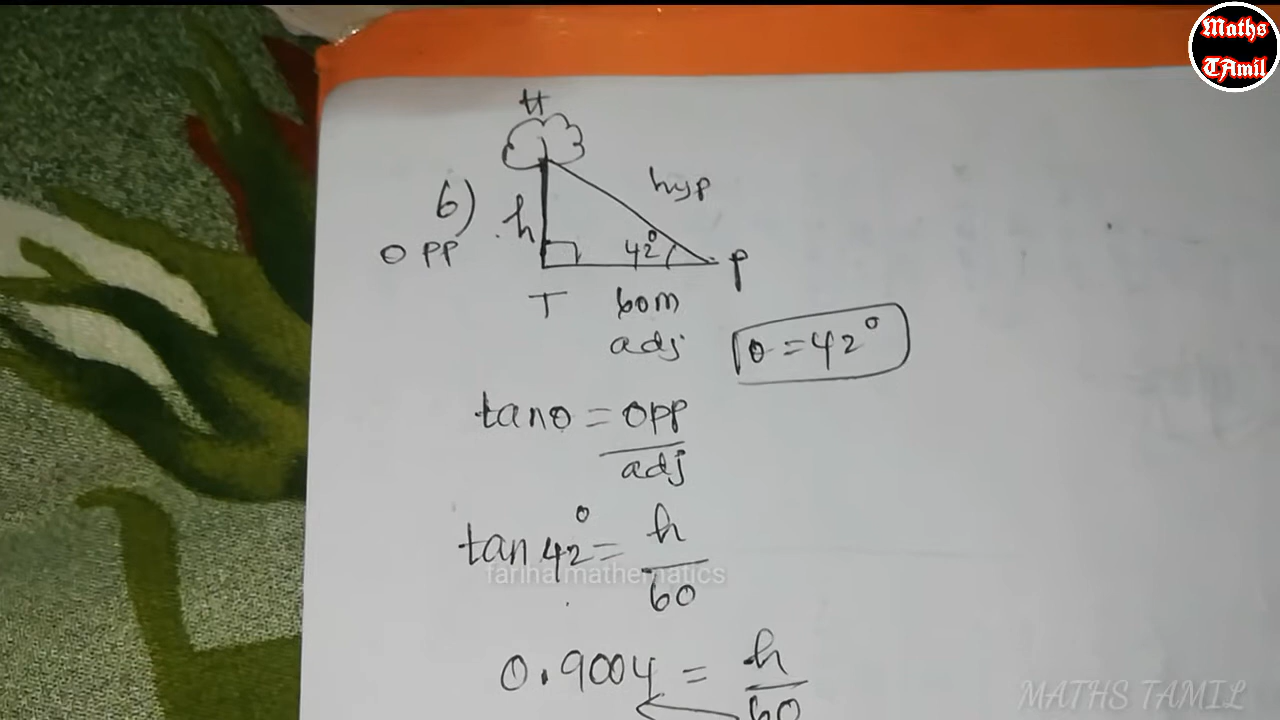 Maths
TAmil
H
6)
h
hyp
opp
42°
P
T
60m
adj
θ = 42°
tanθ = opp
adj
tan 42° = h
60
farina mathematics
0.9004 = h
60
MATHS TAMIL